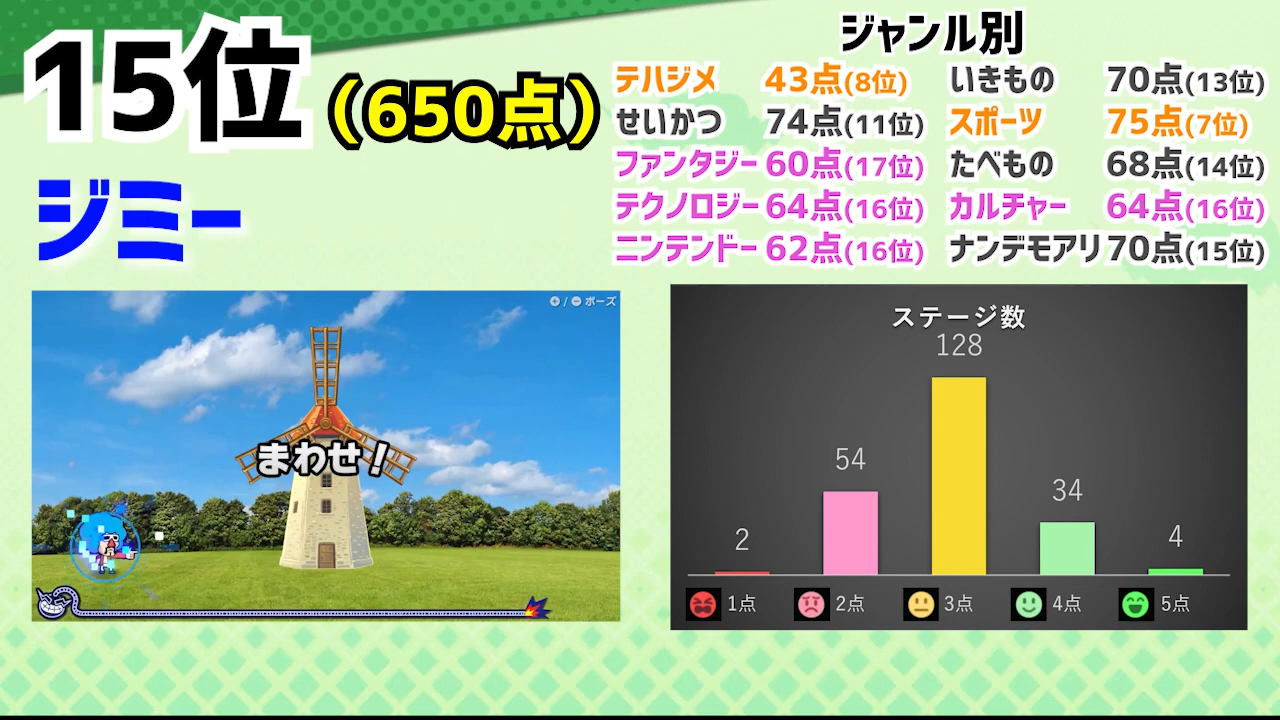 15位 (650点)
ジミー
ジャンル別
テハジメ 43点(8位) いきもの 70点(13位)
せいかつ 74点(11位) スポーツ 75点(7位)
ファンタジー 60点(17位) たべもの 68点(14位)
テクノロジー 64点(16位) カルチャー 64点(16位)
ニンテンドー 62点(16位) ナンデモアリ 70点(15位)
+ / − ポーズ
まわせ!
ステージ数
128
54
34
2
4
1点 2点 3点 4点 5点